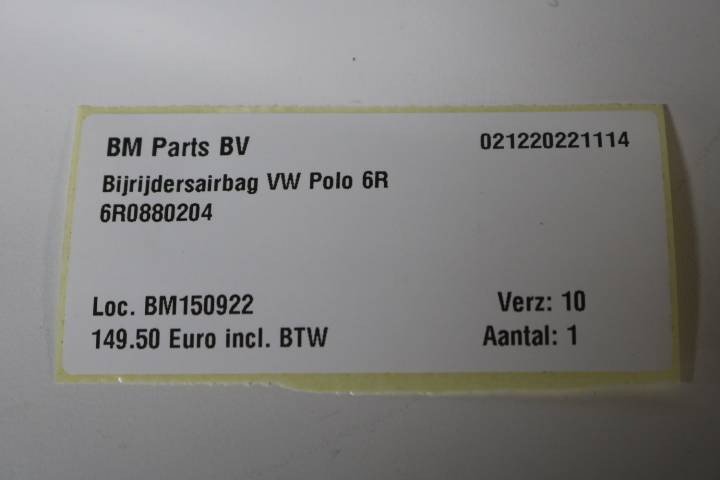 BM Parts BV 021220221114
Bijrijdersairbag VW Polo 6R
6R0880204
Loc. BM150922 Verz: 10
149.50 Euro incl. BTW Aantal: 1